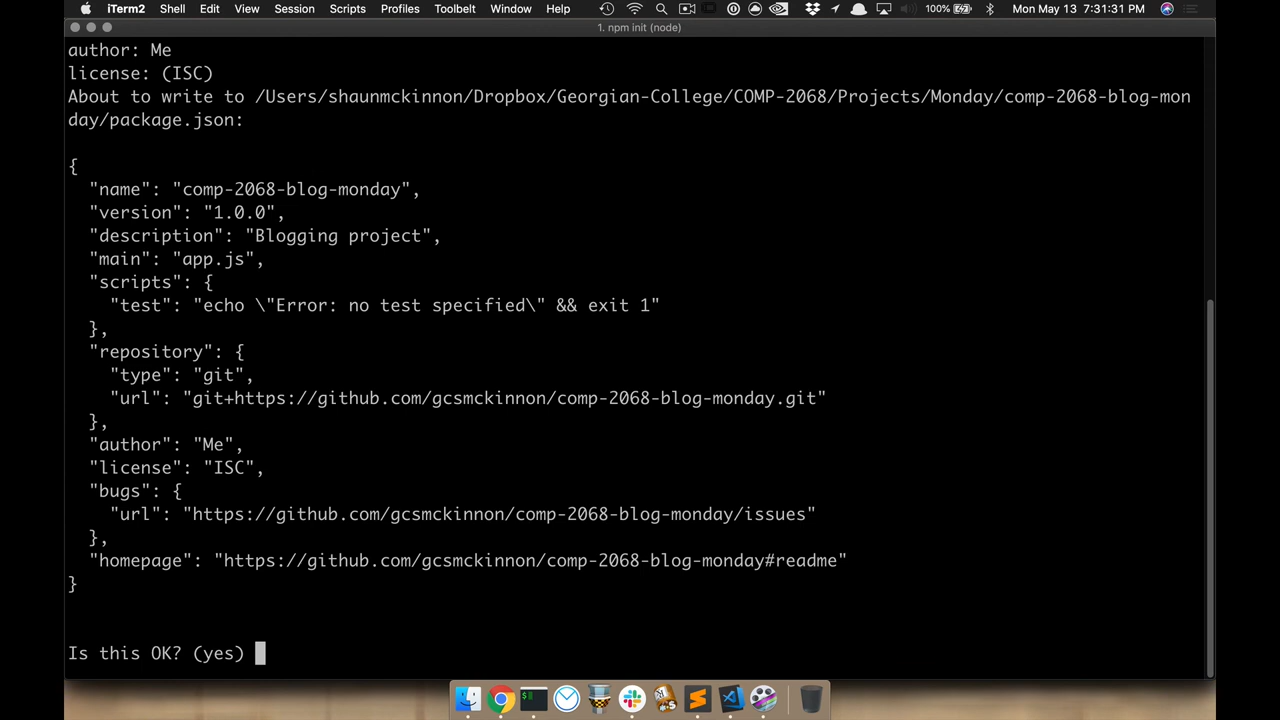 iTerm2 Shell Edit View Session Scripts Profiles Toolbelt Window Help 100% Mon May 13 7:31:31 PM
1. npm init (node)
author: Me
license: (ISC)
About to write to /Users/shaunmckinnon/Dropbox/Georgian-College/COMP-2068/Projects/Monday/comp-2068-blog-mon
day/package.json:
{
"name": "comp-2068-blog-monday",
"version": "1.0.0",
"description": "Blogging project",
"main": "app.js",
"scripts": {
"test": "echo \"Error: no test specified\" && exit 1"
},
"repository": {
"type": "git",
"url": "git+https://github.com/gcsmckinnon/comp-2068-blog-monday.git"
},
"author": "Me",
"license": "ISC",
"bugs": {
"url": "https://github.com/gcsmckinnon/comp-2068-blog-monday/issues"
},
"homepage": "https://github.com/gcsmckinnon/comp-2068-blog-monday#readme"
}
Is this OK? (yes)